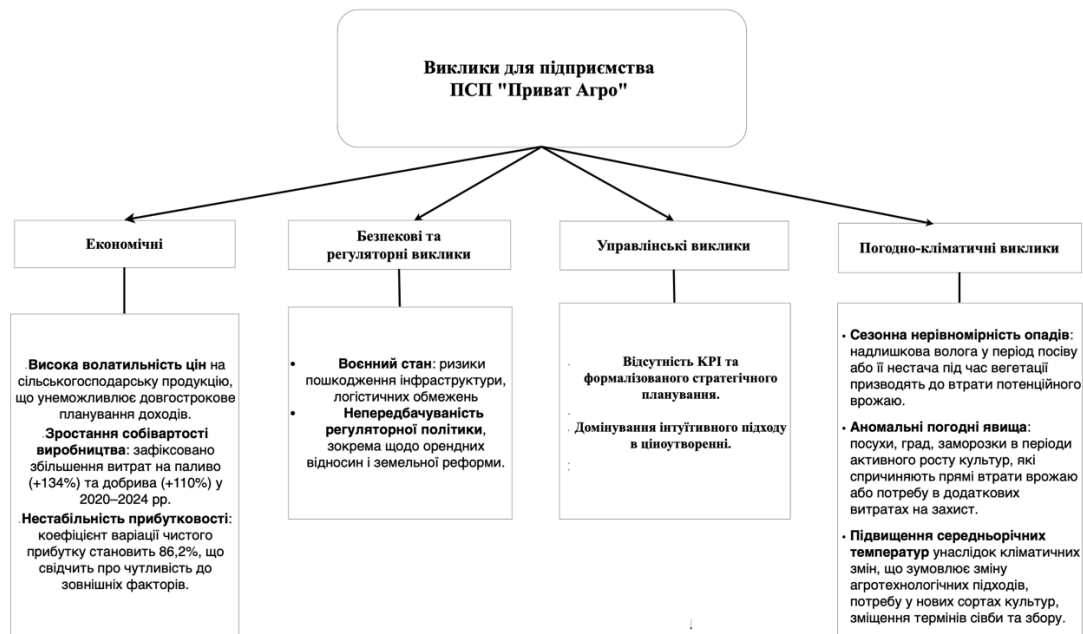 Виклики для підприємства
ПСП "Приват Агро"
Економічні
Безпекові та
регуляторні виклики
Управлінські виклики
Погодно-кліматичні виклики
Висока волатильність цін на
сільськогосподарську продукцію,
що унеможливлює довгострокове
планування доходів.
Зростання собівартості
виробництва: зафіксовано
збільшення витрат на паливо
(+134%) та добрива (+110%) у
2020–2024 рр.
Нестабільність прибутковості:
коефіцієнт варіації чистого
прибутку становить 86,2%, що
свідчить про чутливість до
зовнішніх факторів.
• Воєнний стан: ризики
пошкодження інфраструктури,
логістичних обмежень
• Непередбачуваність
регуляторної політики,
зокрема щодо орендних
відносин і земельної реформи.
Відсутність KPI та
формалізованого стратегічного
планування.
Домінування інтуїтивного підходу
в ціноутворенні.
• Сезонна нерівномірність опадів:
надлишкова волога у період посіву
або її нестача під час вегетації
призводять до втрати потенційного
врожаю.
• Аномальні погодні явища:
посухи, град, заморозки в періоди
активного росту культур, які
спричиняють прямі втрати врожаю
або потребу в додаткових
витратах на захист.
• Підвищення середньорічних
температур унаслідок кліматичних
змін, що зумовлює зміну
агротехнологічних підходів,
потребу у нових сортах культур,
зміщення термінів сівби та збору.